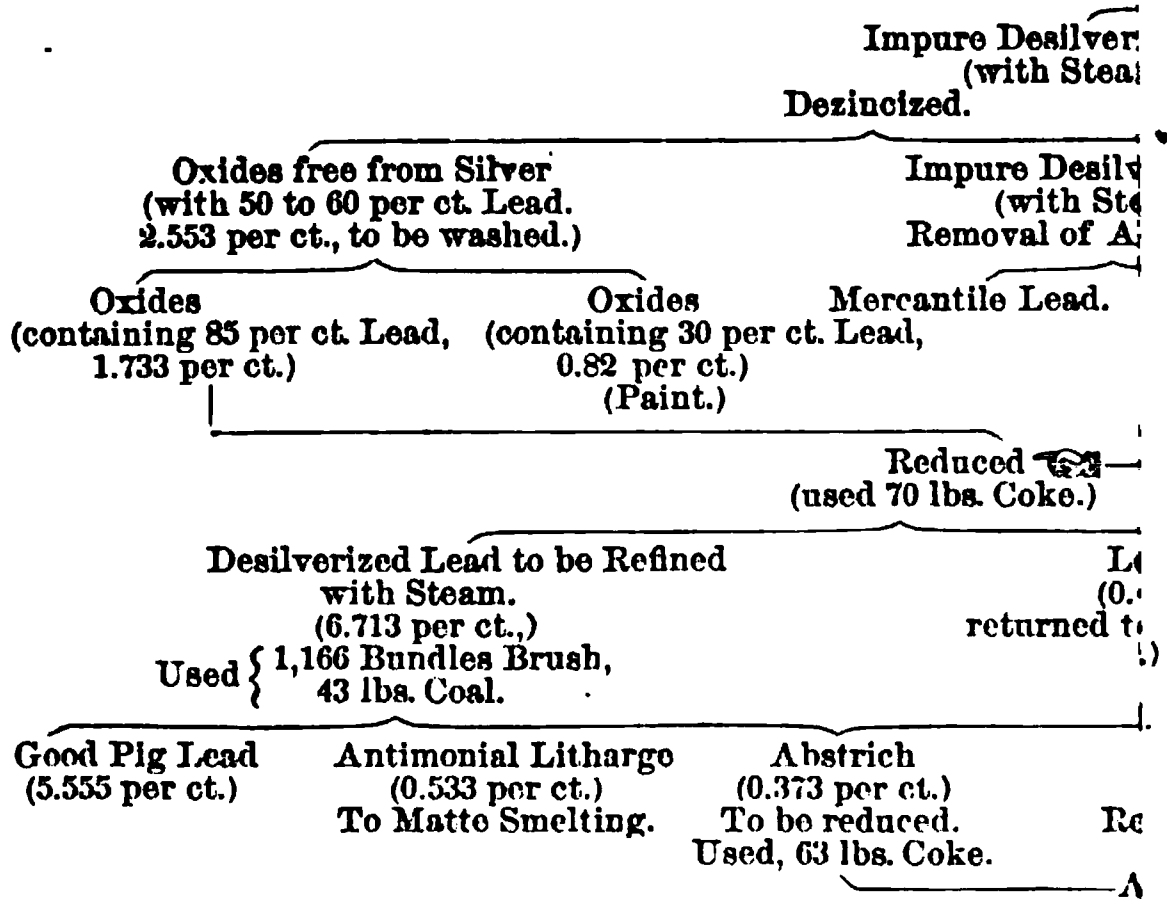 Impure Desilver
(with Stea
Dezincized.
Oxides free from Silver
(with 50 to 60 per ct. Lead.
2.553 per ct., to be washed.)
Impure Desilv
(with Ste
Removal of A
Oxides
(containing 85 per ct. Lead,
1.733 per ct.)
Oxides
(containing 30 per ct. Lead,
0.82 per ct.)
(Paint.)
Mercantile Lead.
Reduced
(used 70 lbs. Coke.)
Desilverized Lead to be Refined
with Steam.
(6.713 per ct.,)
Used { 1,166 Bundles Brush,
43 lbs. Coal.
Le
(0.
returned t
.)
Good Pig Lead
(5.555 per ct.)
Antimonial Litharge
(0.533 per ct.)
To Matte Smelting.
Abstrich
(0.373 per ct.)
To be reduced.
Used, 63 lbs. Coke.
Re
A